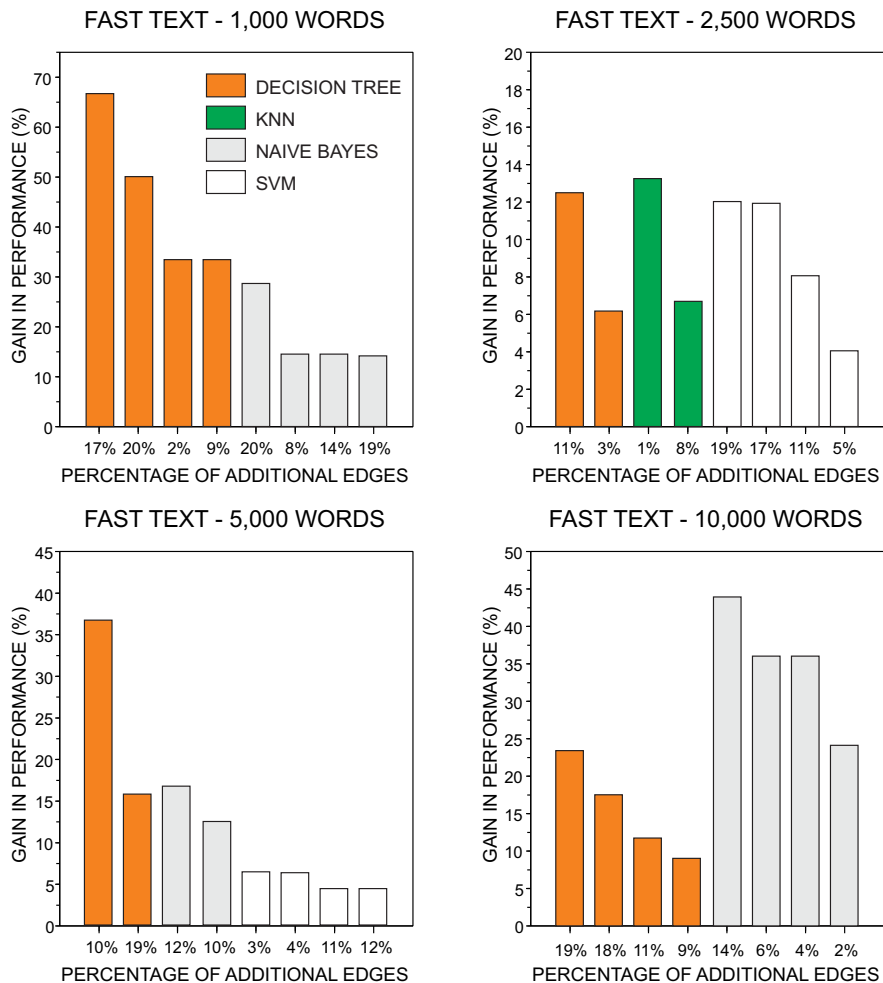 FAST TEXT - 1,000 WORDS
GAIN IN PERFORMANCE (%)
70
60
50
40
30
20
10
0
DECISION TREE
KNN
NAIVE BAYES
SVM
17% 20% 2% 9% 20% 8% 14% 19%
PERCENTAGE OF ADDITIONAL EDGES
FAST TEXT - 2,500 WORDS
GAIN IN PERFORMANCE (%)
20
18
16
14
12
10
8
6
4
2
0
11% 3% 1% 8% 19% 17% 11% 5%
PERCENTAGE OF ADDITIONAL EDGES
FAST TEXT - 5,000 WORDS
GAIN IN PERFORMANCE (%)
45
40
35
30
25
20
15
10
5
0
10% 19% 12% 10% 3% 4% 11% 12%
PERCENTAGE OF ADDITIONAL EDGES
FAST TEXT - 10,000 WORDS
GAIN IN PERFORMANCE (%)
50
45
40
35
30
25
20
15
10
5
0
19% 18% 11% 9% 14% 6% 4% 2%
PERCENTAGE OF ADDITIONAL EDGES